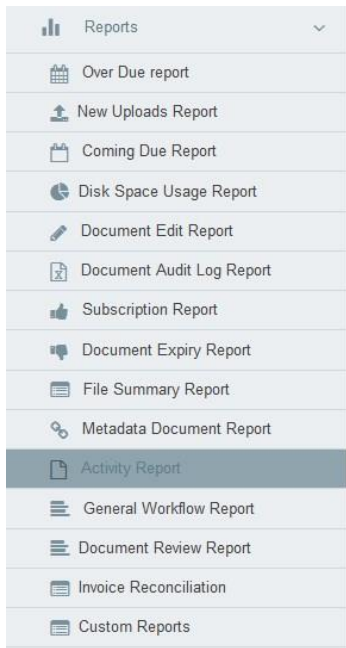 Reports
Over Due report
New Uploads Report
Coming Due Report
Disk Space Usage Report
Document Edit Report
Document Audit Log Report
Subscription Report
Document Expiry Report
File Summary Report
Metadata Document Report
Activity Report
General Workflow Report
Document Review Report
Invoice Reconciliation
Custom Reports